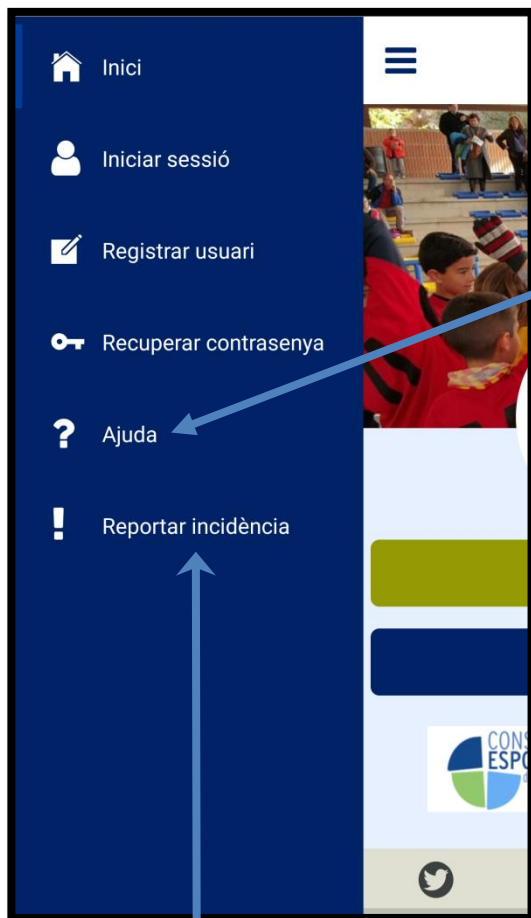 Inici
Iniciar sessió
Registrar usuari
Recuperar contrasenya
? Ajuda
! Reportar incidència